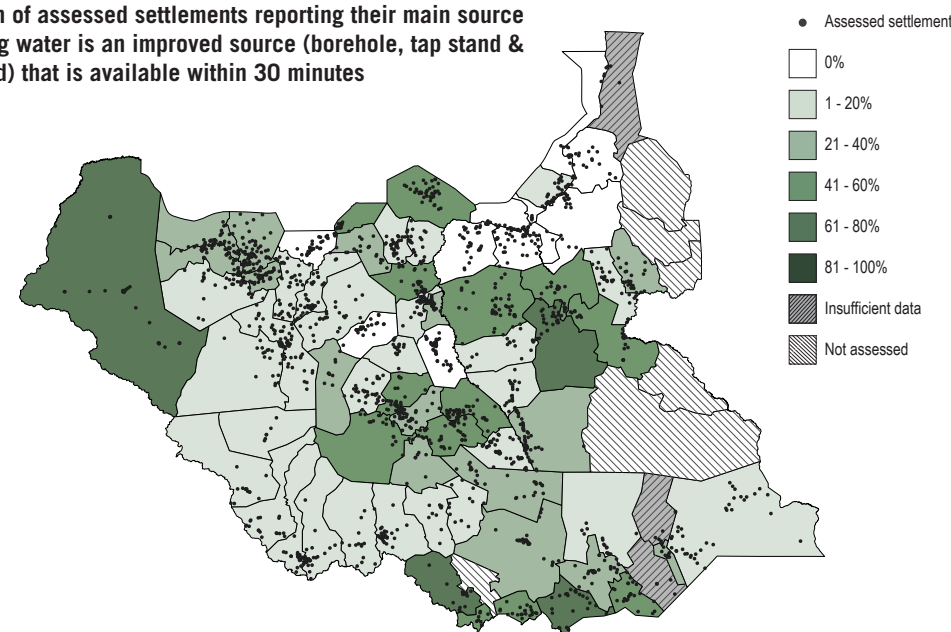 of assessed settlements reporting their main source
water is an improved source (borehole, tap stand &
that is available within 30 minutes
Assessed settlement
0%
1 - 20%
21 - 40%
41 - 60%
61 - 80%
81 - 100%
Insufficient data
Not assessed